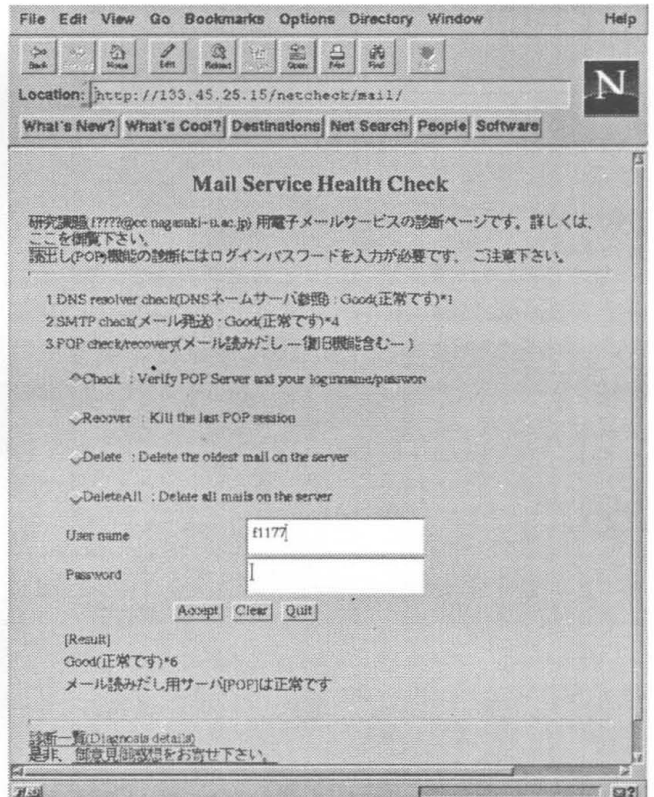 File Edit View Go Bookmarks Options Directory Window Help
Back Home Edit Reload Open Print Find
Location: http://133.45.25.15/netcheck/mail/
N
What's New? What's Cool? Destinations Net Search People Software
Mail Service Health Check
研究課題(f????@cc.nagasaki-u.ac.jp) 用電子メールサービスの診断ページです。詳しくは、
ここを御覧下さい。
読出し(POP)機能の診断にはログインパスワードを入力が必要です。ご注意下さい。
1.DNS resolver check(DNSネームサーバ参照) : Good(正常です)*1
2.SMTP check(メール発送) : Good(正常です)*4
3.POP check/recovery(メール読みだし ---復旧機能含む--- )
Check : Verify POP Server and your loginname/passwor
Recover : Kill the last POP session
Delete : Delete the oldest mail on the server
DeleteAll : Delete all mails on the server
User name f1177
Password
Accept Clear Quit
[Result]
Good(正常です)*6
メール読みだし用サーバ[POP]は正常です
診断一覧(Diagnosis details)
是非、御意見御感想をお寄せ下さい。